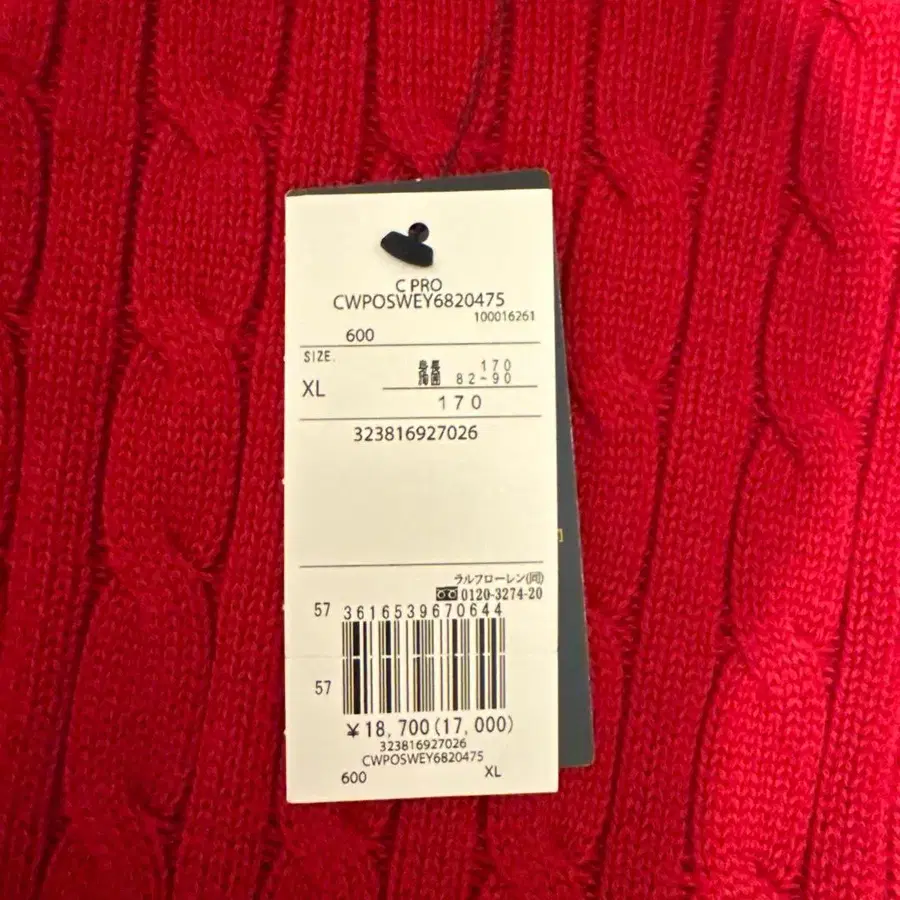 C PRO
CWPOSWEY6820475
100016261
600
SIZE.
XL
身長 170
胸囲 82-90
170
323816927026
ラルフローレン(同)
0120-3274-20
57 3616539670644
57
¥18,700(17,000)
323816927026
CWPOSWEY6820475
600 XL